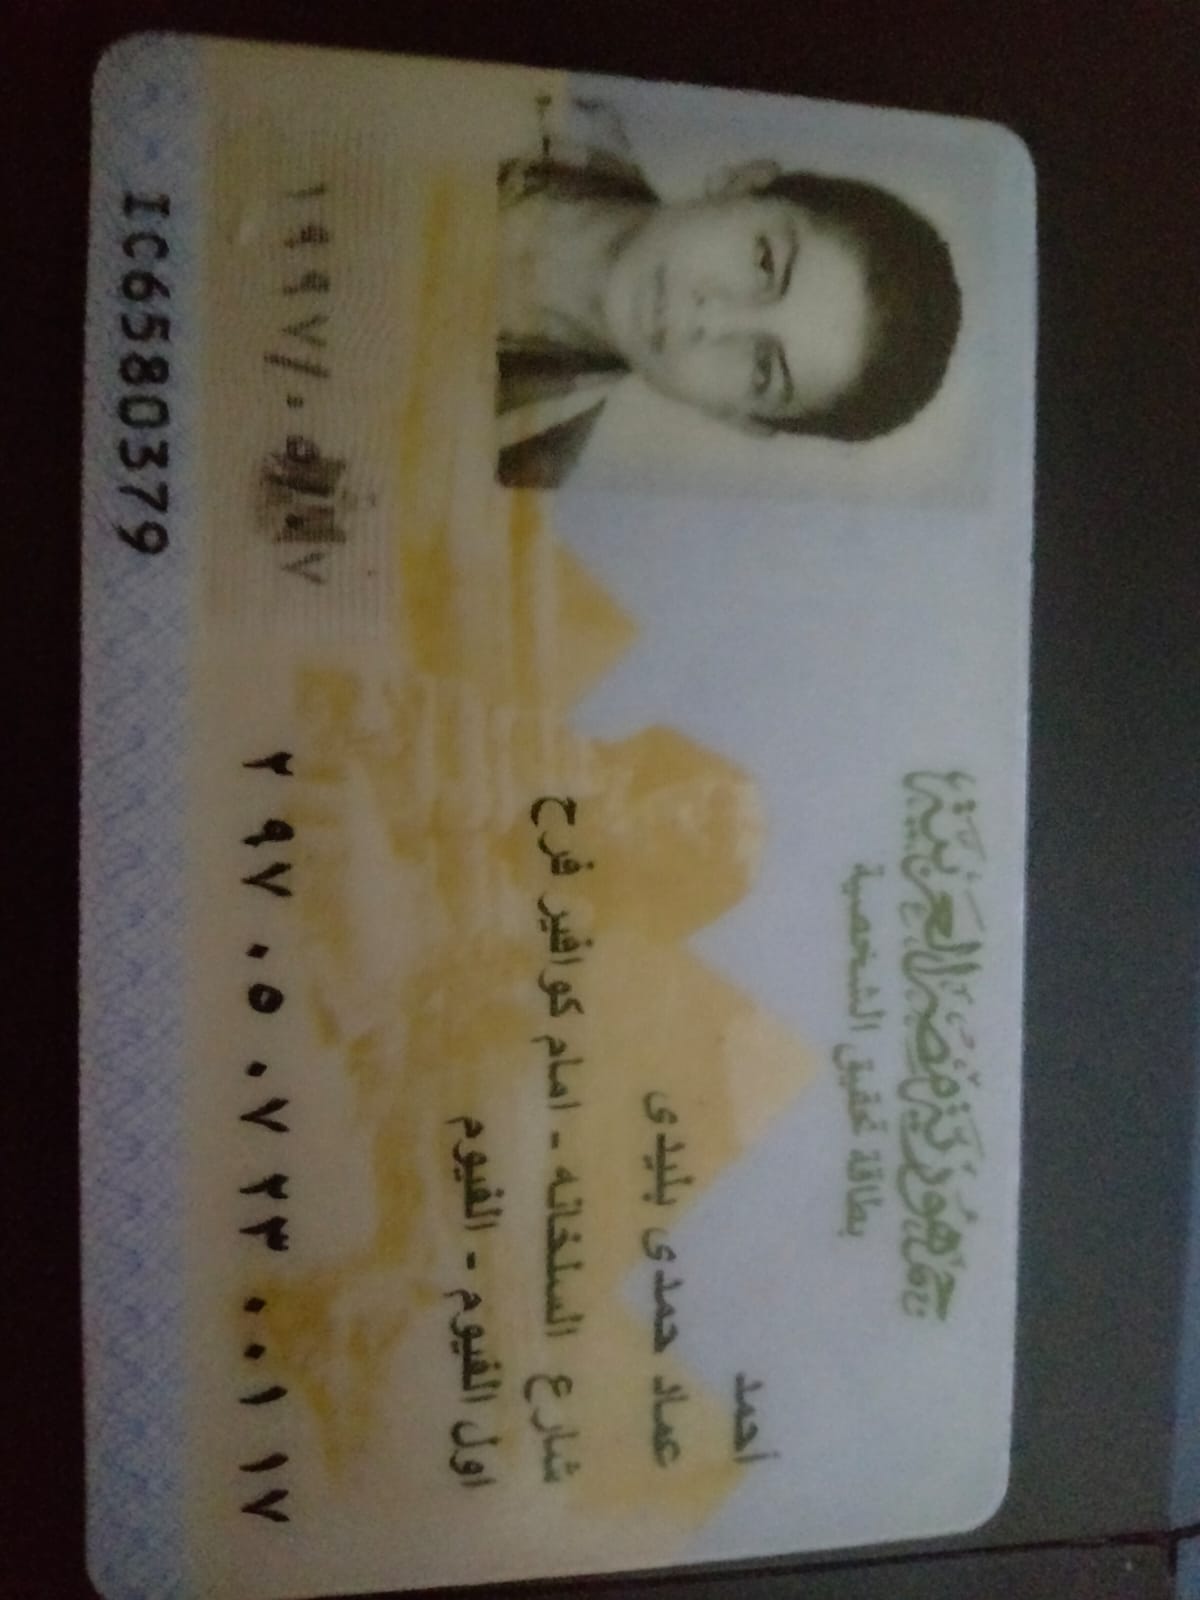 جمهورية مصر العربية
بطاقة تحقيق الشخصية
أحمد
عماد حمدى بليدى
شارع السلخانه - امام كوافير فرح
اول الفيوم - الفيوم
٢ ٩٧ ٠٥ ٠٧ ٢٣ ٠٠١ ١٧
١٩٩٧/٠٥/
IC6580379